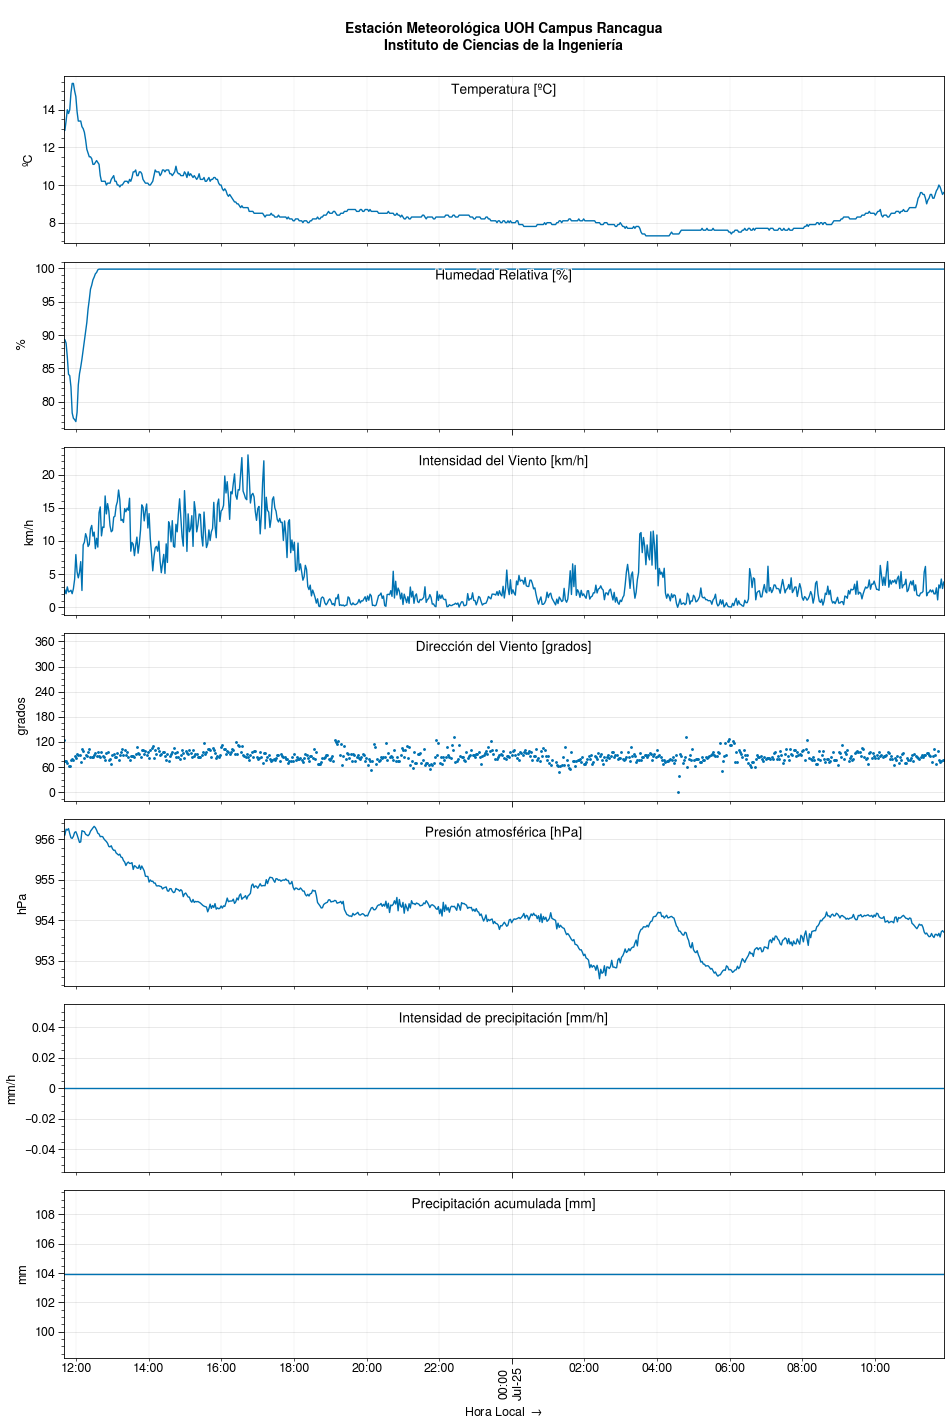 Estación Meteorológica UOH Campus Rancagua
Instituto de Ciencias de la Ingeniería
Temperatura [ºC]
ºC
14
12
10
8
Humedad Relativa [%]
%
100
95
90
85
80
Intensidad del Viento [km/h]
km/h
20
15
10
5
0
Dirección del Viento [grados]
grados
360
300
240
180
120
60
0
Presión atmosférica [hPa]
hPa
956
955
954
953
Intensidad de precipitación [mm/h]
mm/h
0.04
0.02
0
−0.02
−0.04
Precipitación acumulada [mm]
mm
108
106
104
102
100
12:00 14:00 16:00 18:00 20:00 22:00 00:00 02:00 04:00 06:00 08:00 10:00
Jul-25
Hora Local →